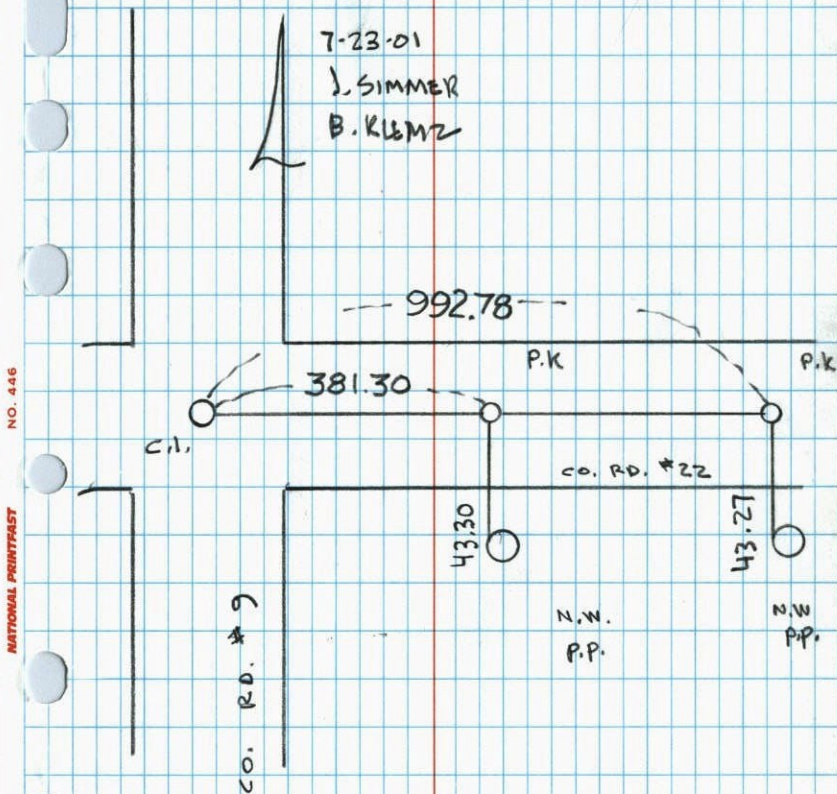 7-23-01
J. SIMMER
B. KLEMZ
992.78
P.K
P.K
381.30
C.I.
CO. RD. #22
43.30
43.27
N.W.
P.P.
N.W
P.P.
CO. RD. #9
NO. 446
NATIONAL PRINTFAST